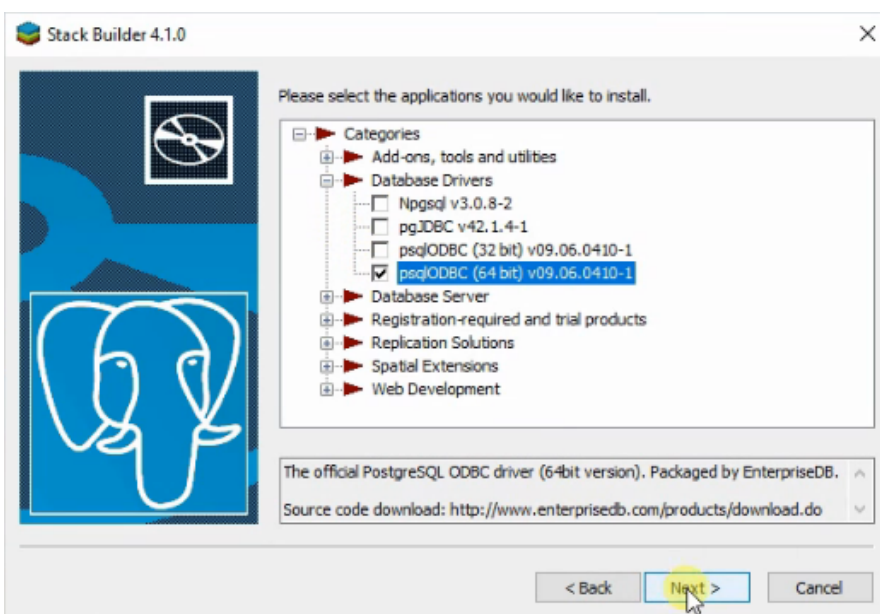 Stack Builder 4.1.0
Please select the applications you would like to install.
Categories
Add-ons, tools and utilities
Database Drivers
Npgsql v3.0.8-2
pgJDBC v42.1.4-1
psqlODBC (32 bit) v09.06.0410-1
psqlODBC (64 bit) v09.06.0410-1
Database Server
Registration-required and trial products
Replication Solutions
Spatial Extensions
Web Development
The official PostgreSQL ODBC driver (64bit version). Packaged by EnterpriseDB.
Source code download: http://www.enterprisedb.com/products/download.do
< Back Next > Cancel